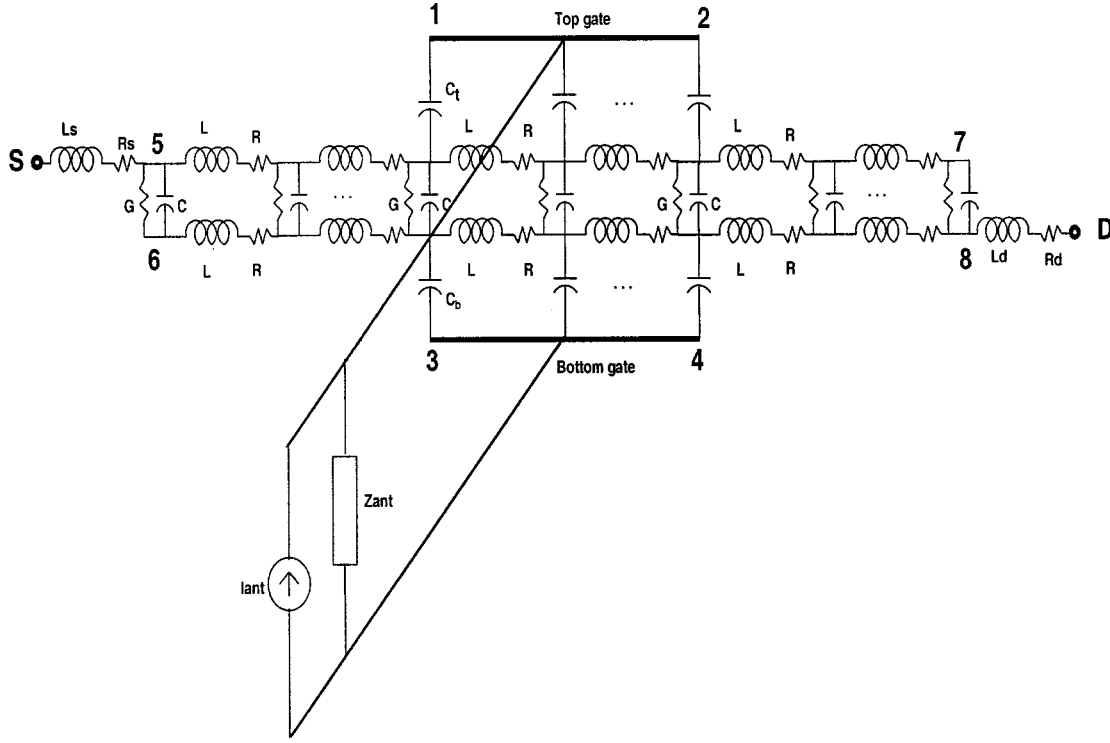 1 Top gate 2
Ct
Ls Rs 5 L R L R L R 7
S
G C ... G C G C ... 
... ...
D
6 L R L R L R 8 Ld Rd
Cb ...
3 Bottom gate 4
Zant
Iant